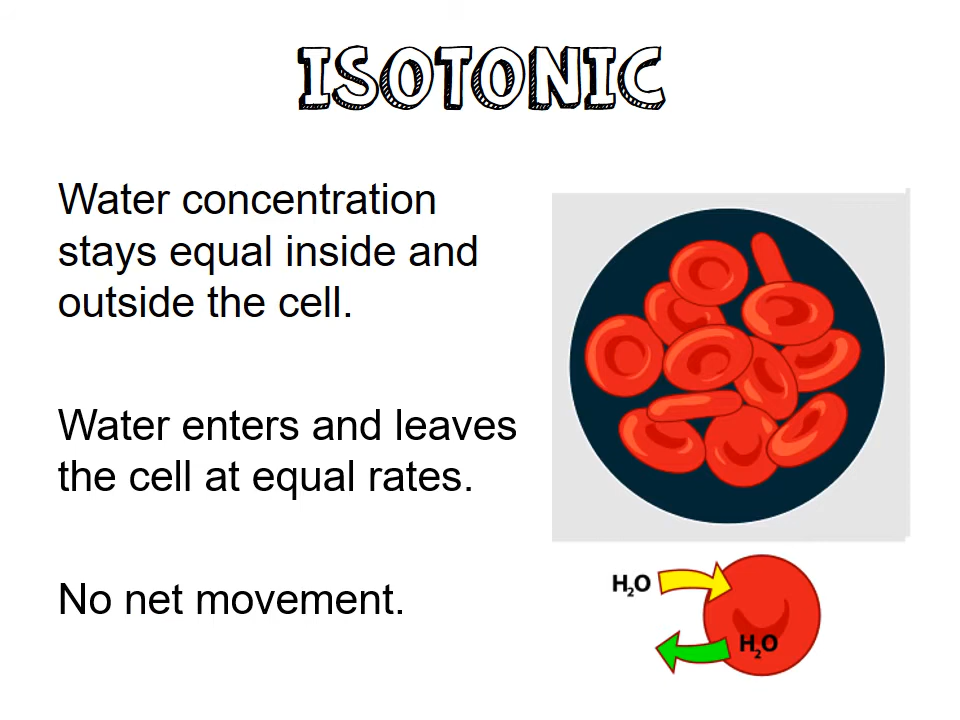 ISOTONIC
Water concentration
stays equal inside and
outside the cell.
Water enters and leaves
the cell at equal rates.
No net movement.
H₂O
H₂O